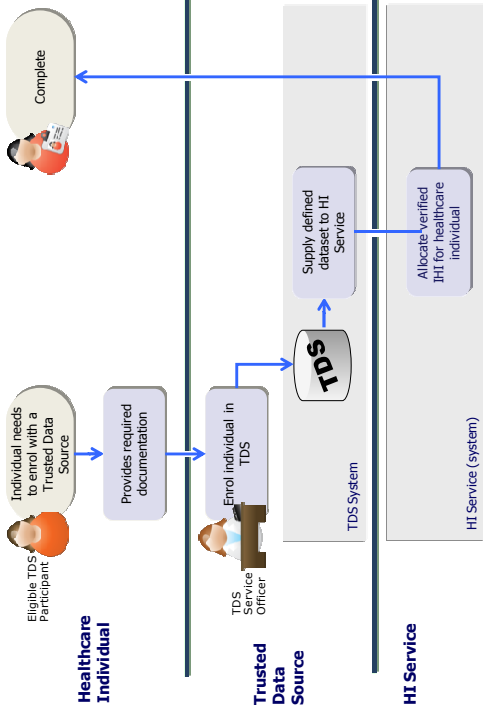 Healthcare
Individual
Eligible TDS
Participant
Individual needs
to enrol with a
Trusted Data
Source
Provides required
documentation
Complete
Trusted
Data
Source
TDS
Service
Officer
Enrol individual in
TDS
TDS System
TDS
Supply defined
dataset to HI
Service
HI Service
HI Service (system)
Allocate verified
IHI for healthcare
individual